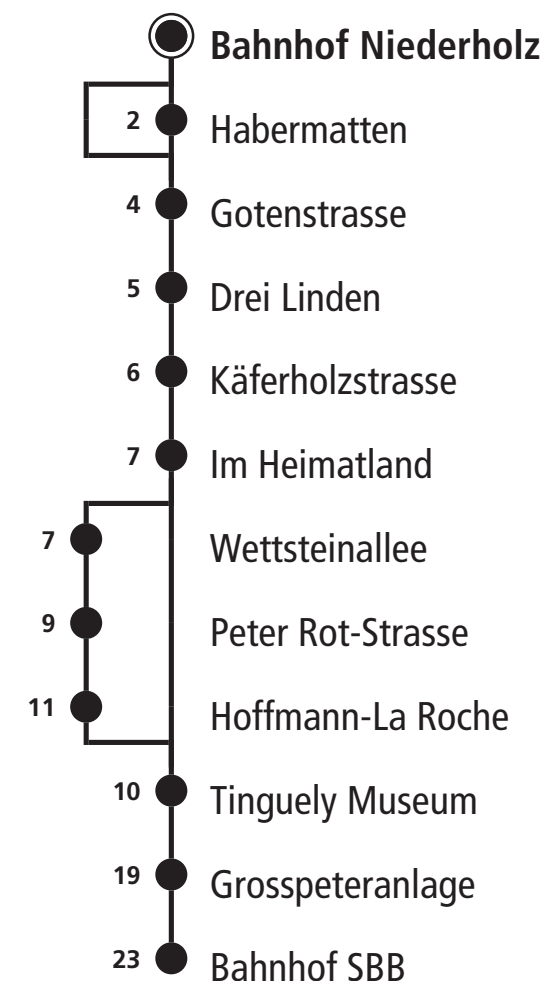 Bahnhof Niederholz
2 Habermatten
4 Gotenstrasse
5 Drei Linden
6 Käferholzstrasse
7 Im Heimatland
7 Wettsteinallee
9 Peter Rot-Strasse
11 Hoffmann-La Roche
10 Tinguely Museum
19 Grosspeteranlage
23 Bahnhof SBB